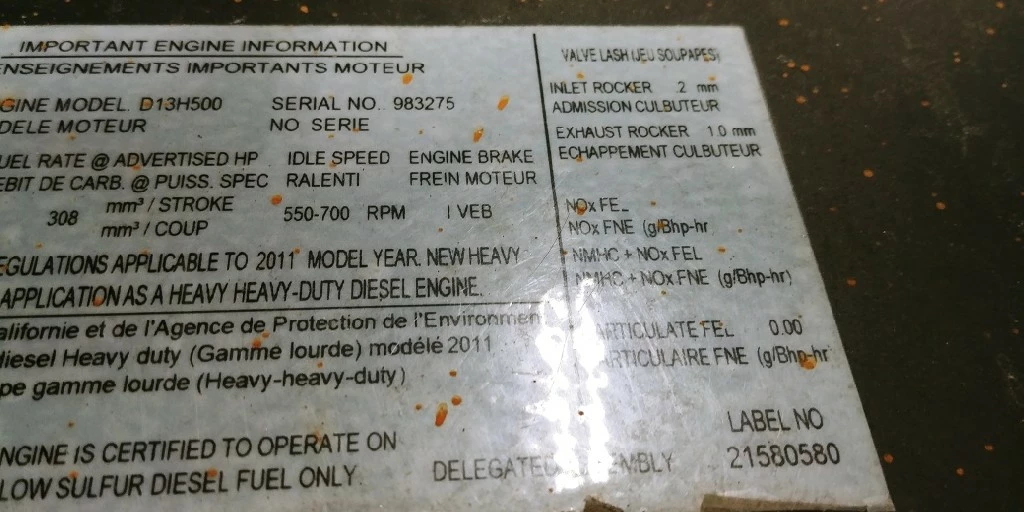 IMPORTANT ENGINE INFORMATION
ENSEIGNEMENTS IMPORTANTS MOTEUR
GINE MODEL. D13H500 SERIAL NO. 983275
DELE MOTEUR NO SERIE
UEL RATE @ ADVERTISED HP IDLE SPEED ENGINE BRAKE
EBIT DE CARB. @ PUISS. SPEC RALENTI FREIN MOTEUR
308 mm³ / STROKE 550-700 RPM I VEB
mm³ / COUP
EGULATIONS APPLICABLE TO 2011 MODEL YEAR. NEW HEAVY
APPLICATION AS A HEAVY HEAVY-DUTY DIESEL ENGINE.
alifornie et de l'Agence de Protection de l'Environmen
diesel Heavy duty (Gamme lourde) modélé 2011
pe gamme lourde (Heavy-heavy-duty)
NGINE IS CERTIFIED TO OPERATE ON
LOW SULFUR DIESEL FUEL ONLY.
VALVE LASH (JEU SOUPAPES)
INLET ROCKER .2 mm
ADMISSION CULBUTEUR
EXHAUST ROCKER 1.0 mm
ECHAPPEMENT CULBUTEUR
NOx FEL
NOx FNE (g/Bhp-hr
NMHC + NOx FEL
NMHC + NOx FNE (g/Bhp-hr)
ARTICULATE FEL 0.00
ARTICULAIRE FNE (g/Bhp-hr
LABEL NO
DELEGATED ASSEMBLY 21580580